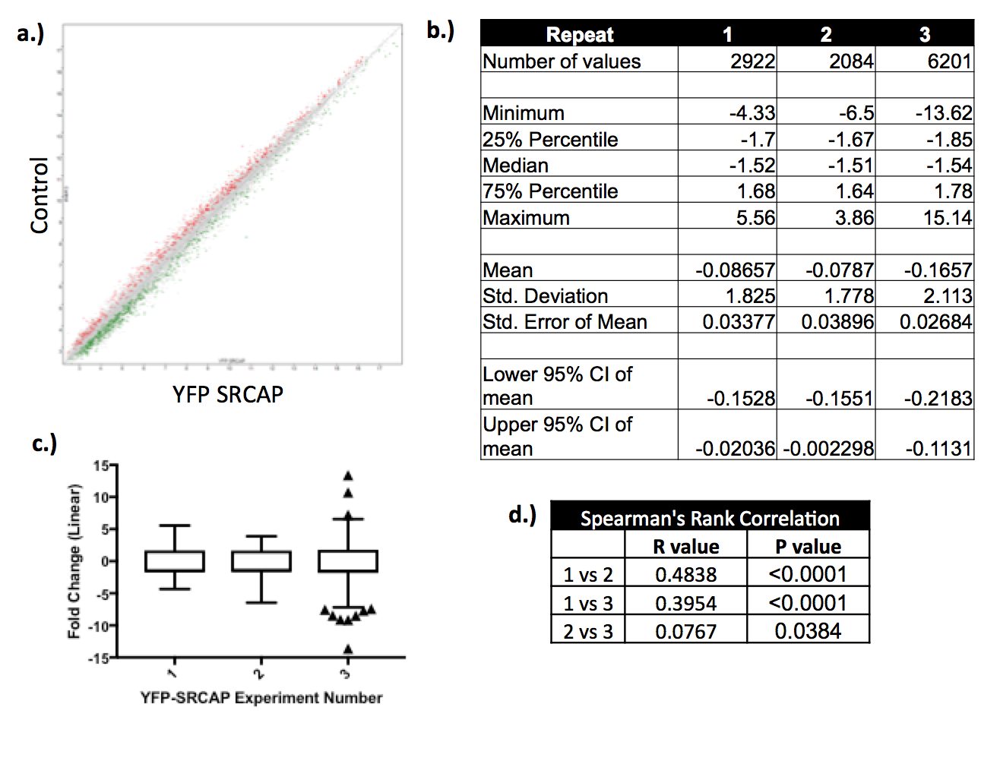 a.)
Control
YFP SRCAP
b.)
Repeat 1 2 3
Number of values 2922 2084 6201
Minimum -4.33 -6.5 -13.62
25% Percentile -1.7 -1.67 -1.85
Median -1.52 -1.51 -1.54
75% Percentile 1.68 1.64 1.78
Maximum 5.56 3.86 15.14
Mean -0.08657 -0.0787 -0.1657
Std. Deviation 1.825 1.778 2.113
Std. Error of Mean 0.03377 0.03896 0.02684
Lower 95% CI of
mean -0.1528 -0.1551 -0.2183
Upper 95% CI of
mean -0.02036 -0.002298 -0.1131
c.)
Fold Change (Linear)
15
10
5
0
-5
-10
-15
1 2 3
YFP-SRCAP Experiment Number
d.)
Spearman's Rank Correlation
R value P value
1 vs 2 0.4838 <0.0001
1 vs 3 0.3954 <0.0001
2 vs 3 0.0767 0.0384